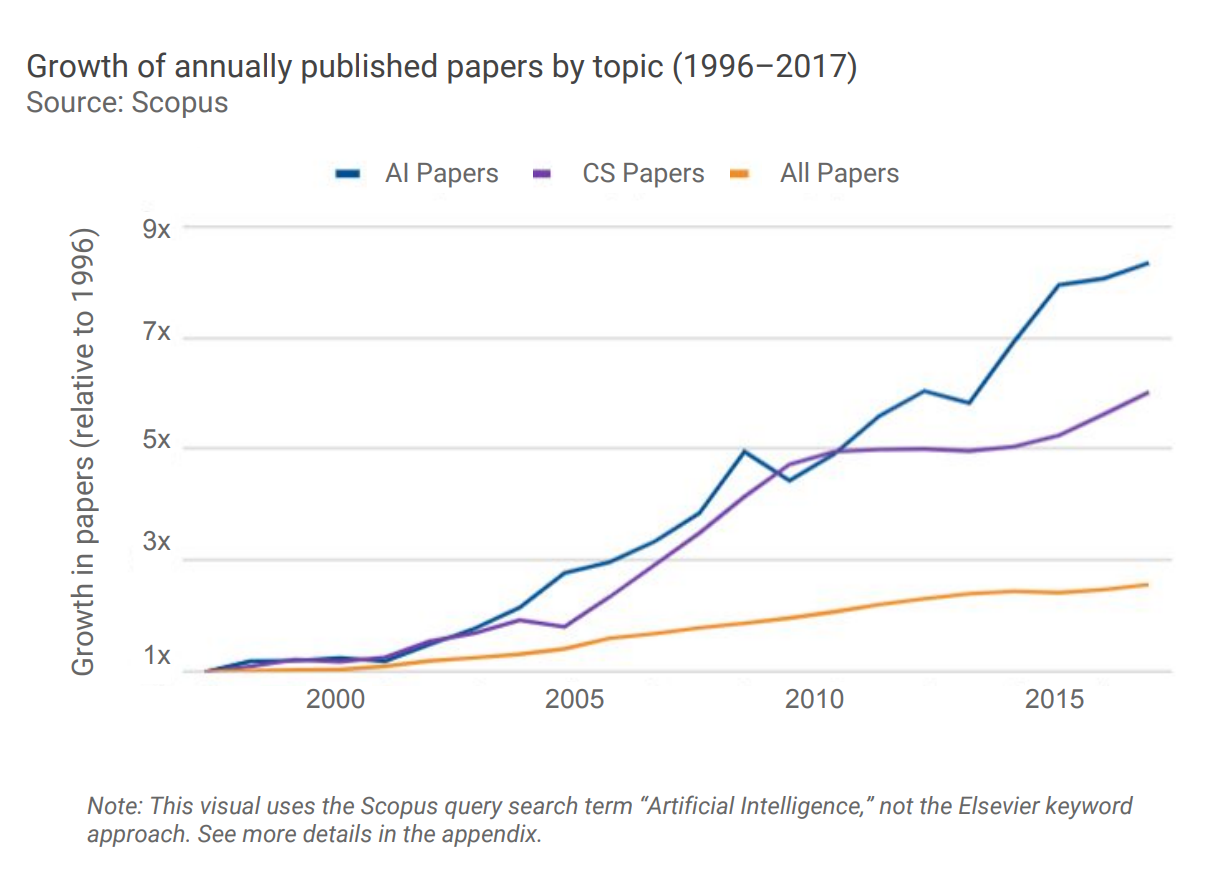 Growth of annually published papers by topic (1996–2017)
Source: Scopus
AI Papers CS Papers All Papers
Growth in papers (relative to 1996)
9x
7x
5x
3x
1x
2000 2005 2010 2015
Note: This visual uses the Scopus query search term “Artificial Intelligence,” not the Elsevier keyword
approach. See more details in the appendix.